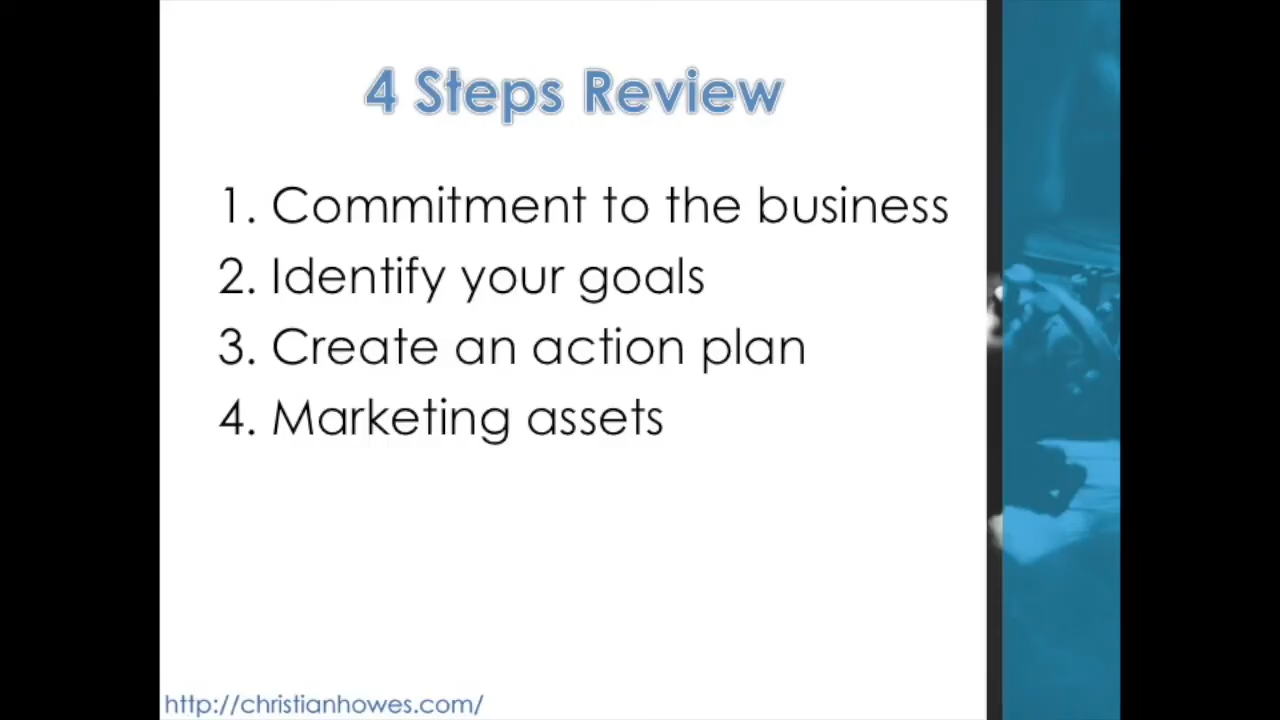 4 Steps Review
1. Commitment to the business
2. Identify your goals
3. Create an action plan
4. Marketing assets
http://christianhowes.com/